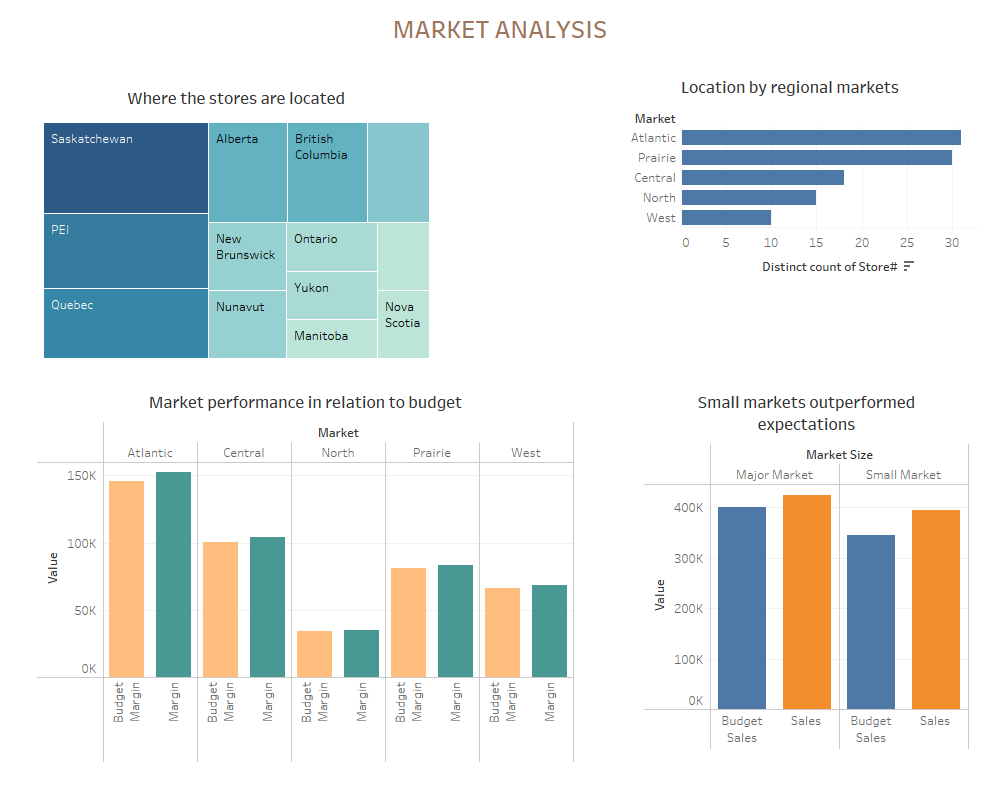 MARKET ANALYSIS
Where the stores are located
Saskatchewan
PEI
Quebec
Alberta
British
Columbia
New
Brunswick
Nunavut
Ontario
Yukon
Manitoba
Nova
Scotia
Location by regional markets
Market
Atlantic
Prairie
Central
North
West
0 5 10 15 20 25 30
Distinct count of Store#
Market performance in relation to budget
Market
Atlantic Central North Prairie West
150K
100K
50K
0K
Value
Budget
Margin
Margin
Budget
Margin
Margin
Budget
Margin
Margin
Budget
Margin
Margin
Budget
Margin
Margin
Small markets outperformed
expectations
Market Size
Major Market Small Market
400K
300K
200K
100K
0K
Value
Budget
Sales
Sales
Budget
Sales
Sales